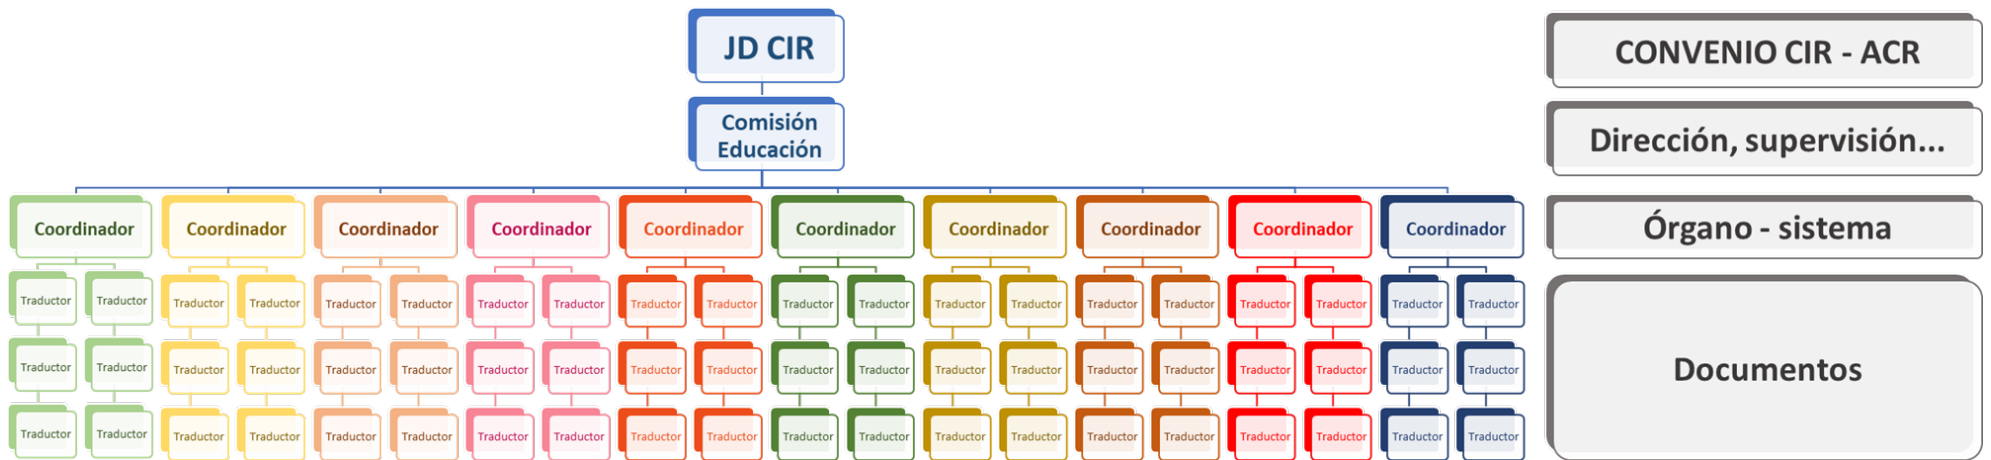 JD CIR
CONVENIO CIR - ACR
Comisión
Educación
Dirección, supervisión...
Coordinador Coordinador Coordinador Coordinador Coordinador Coordinador Coordinador Coordinador Coordinador Coordinador
Órgano - sistema
Traductor Traductor Traductor Traductor Traductor Traductor Traductor Traductor Traductor Traductor Traductor Traductor Traductor Traductor Traductor Traductor Traductor Traductor Traductor Traductor
Traductor Traductor Traductor Traductor Traductor Traductor Traductor Traductor Traductor Traductor Traductor Traductor Traductor Traductor Traductor Traductor Traductor Traductor Traductor Traductor
Documentos
Traductor Traductor Traductor Traductor Traductor Traductor Traductor Traductor Traductor Traductor Traductor Traductor Traductor Traductor Traductor Traductor Traductor Traductor Traductor Traductor